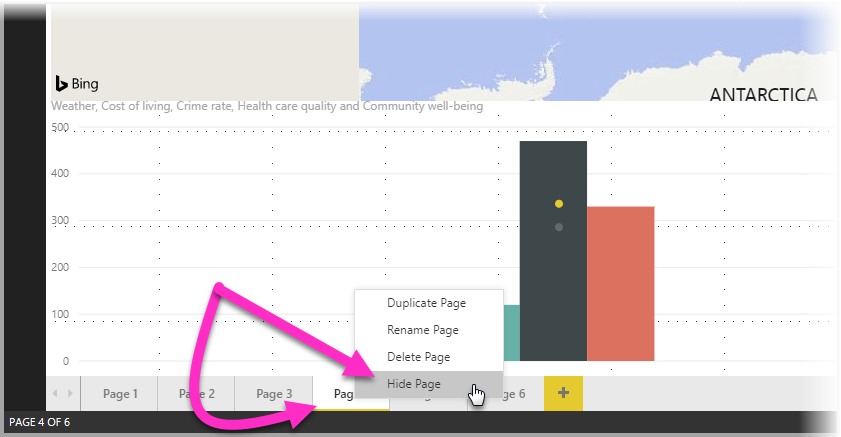 Bing
ANTARCTICA
Weather, Cost of living, Crime rate, Health care quality and Community well-being
500
400
300
200
100
0
Duplicate Page
Rename Page
Delete Page
Hide Page
Page 1
Page 2
Page 3
Pag
ge 6
+
PAGE 4 OF 6